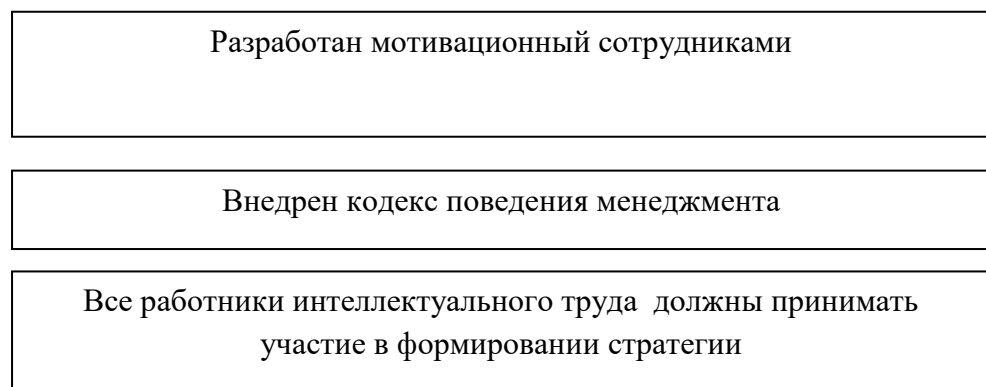 Разработан мотивационный сотрудниками
Внедрен кодекс поведения менеджмента
Все работники интеллектуального труда должны принимать
участие в формировании стратегии